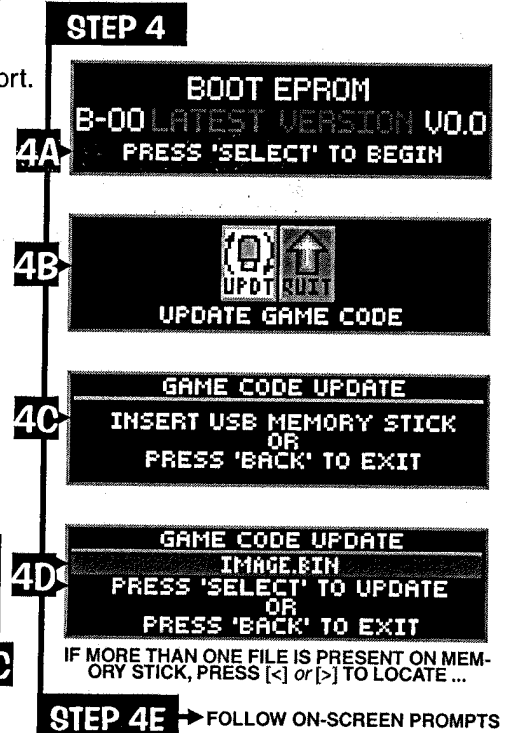 STEP 4
ort.
BOOT EPROM
B-00 LATEST VERSION V0.0
4A
PRESS 'SELECT' TO BEGIN
4B
UPDT QUIT
UPDATE GAME CODE
GAME CODE UPDATE
4C
INSERT USB MEMORY STICK
OR
PRESS 'BACK' TO EXIT
GAME CODE UPDATE
IMAGE.BIN
4D
PRESS 'SELECT' TO UPDATE
OR
PRESS 'BACK' TO EXIT
IF MORE THAN ONE FILE IS PRESENT ON MEM-
ORY STICK, PRESS [<] or [>] TO LOCATE ...
STEP 4E FOLLOW ON-SCREEN PROMPTS